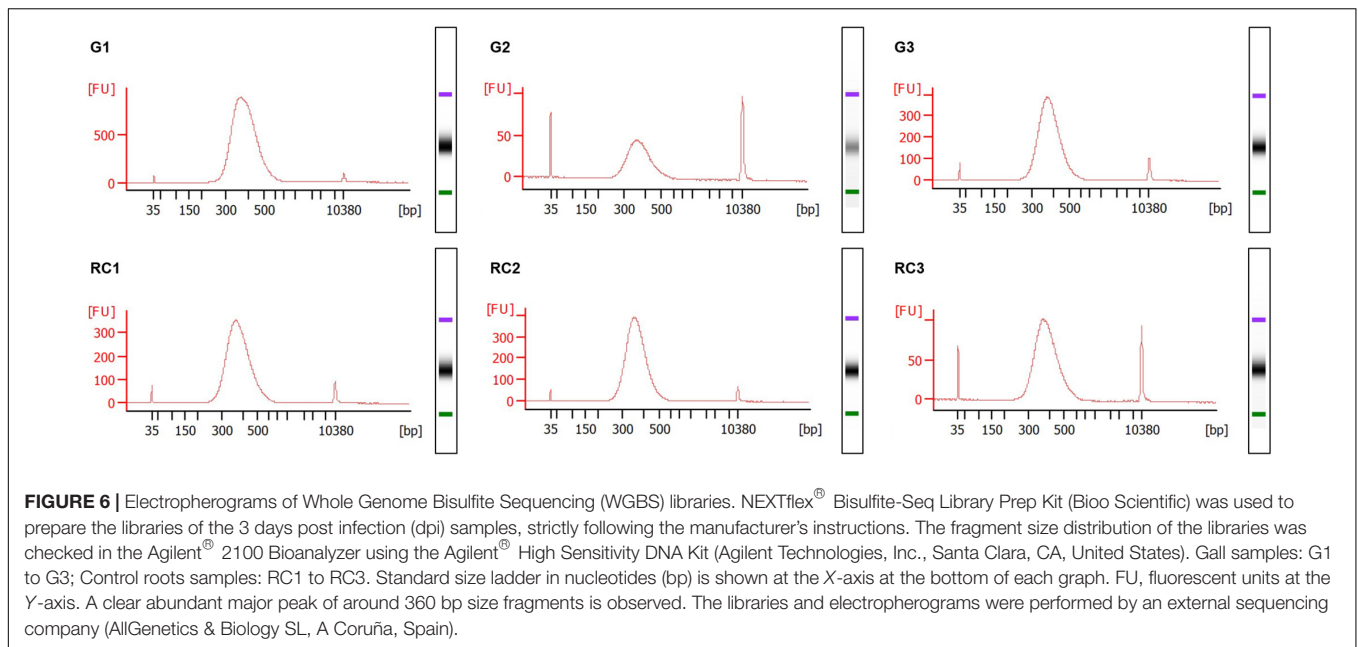 G1
G2
G3
[FU]
500
0
35 150 300 500 10380 [bp]
[FU]
50
0
35 150 300 500 10380 [bp]
[FU]
300
200
100
0
35 150 300 500 10380 [bp]
RC1
RC2
RC3
[FU]
300
200
100
0
35 150 300 500 10380 [bp]
[FU]
300
200
100
0
35 150 300 500 10380 [bp]
[FU]
50
0
35 150 300 500 10380 [bp]
FIGURE 6 | Electropherograms of Whole Genome Bisulfite Sequencing (WGBS) libraries. NEXTflex® Bisulfite-Seq Library Prep Kit (Bioo Scientific) was used to
prepare the libraries of the 3 days post infection (dpi) samples, strictly following the manufacturer's instructions. The fragment size distribution of the libraries was
checked in the Agilent® 2100 Bioanalyzer using the Agilent® High Sensitivity DNA Kit (Agilent Technologies, Inc., Santa Clara, CA, United States). Gall samples: G1
to G3; Control roots samples: RC1 to RC3. Standard size ladder in nucleotides (bp) is shown at the X-axis at the bottom of each graph. FU, fluorescent units at the
Y-axis. A clear abundant major peak of around 360 bp size fragments is observed. The libraries and electropherograms were performed by an external sequencing
company (AllGenetics & Biology SL, A Coruña, Spain).